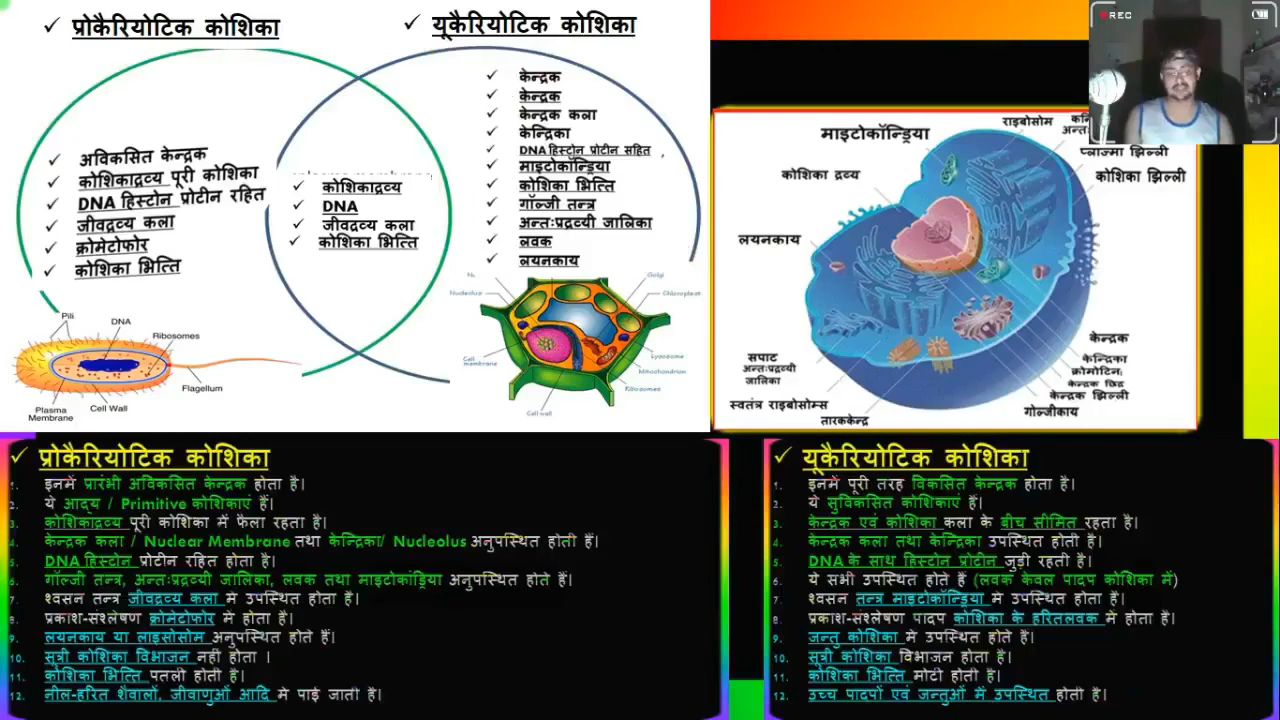 ✓ प्रोकैरियोटिक कोशिका
✓ यूकैरियोटिक कोशिका
✓ अविकसित केन्द्रक
✓ कोशिकाद्रव्य पूरी कोशिका
✓ DNA हिस्टोन प्रोटीन रहित
✓ जीवद्रव्य कला
✓ क्रोमेटोफोर
✓ कोशिका भित्ति
✓ कोशिकाद्रव्य
✓ DNA
✓ जीवद्रव्य कला
✓ कोशिका भित्ति
✓ केन्द्रक
✓ केन्द्रक
✓ केन्द्रक कला
✓ केन्द्रिका
✓ DNA हिस्टोन प्रोटीन सहित ,
✓ माइटोकॉन्ड्रिया
✓ कोशिका भित्ति
✓ गॉल्जी तन्त्र
✓ अन्तःप्रद्रव्यी जालिका
✓ लवक
✓ लयनकाय
Pili
DNA
Ribosomes
Flagellum
Cell Wall
Plasma
Membrane
Golgi
Nucleolus
Chloroplast
Cell
membrane
Lysosome
Mitochondrion
Ribosomes
Cell wall
REC
राइबोसोम
माइटोकॉन्ड्रिया
प्लाज्मा झिल्ली
कोशिका द्रव्य
कोशिका झिल्ली
लयनकाय
केन्द्रक
सपाट
अन्तःप्रद्रव्यी
जालिका
केन्द्रिका
क्रोमोटिन
केन्द्रक छिद्र
केन्द्रक झिल्ली
स्वतंत्र राइबोसोम्स
गोल्जीकाय
तारककेन्द्र
✓ प्रोकैरियोटिक कोशिका
1. इनमें प्रारंभी अविकसित केन्द्रक होता है।
2. ये आद्य / Primitive कोशिकाएं हैं।
3. कोशिकाद्रव्य पूरी कोशिका में फैला रहता है।
4. केन्द्रक कला / Nuclear Membrane तथा केन्द्रिका/ Nucleolus अनुपस्थित होती हैं।
5. DNA हिस्टोन प्रोटीन रहित होता है।
6. गॉल्जी तन्त्र, अन्तःप्रद्रव्यी जालिका, लवक तथा माइटोकांड्रिया अनुपस्थित होते हैं।
7. श्वसन तन्त्र जीवद्रव्य कला मे उपस्थित होता है।
8. प्रकाश-संश्लेषण क्रोमेटोफोर में होता है।
9. लयनकाय या लाइसोसोम अनुपस्थित होते हैं।
10. सूत्री कोशिका विभाजन नहीं होता ।
11. कोशिका भित्ति पतली होती है।
12. नील-हरित शैवालों, जीवाणुओं आदि मे पाई जाती है।
✓ यूकैरियोटिक कोशिका
1. इनमें पूरी तरह विकसित केन्द्रक होता है।
2. ये सुविकसित कोशिकाएं हैं।
3. केन्द्रक एवं कोशिका कला के बीच सीमित रहता है।
4. केन्द्रक कला तथा केन्द्रिका उपस्थित होती है।
5. DNA के साथ हिस्टोन प्रोटीन जुड़ी रहती है।
6. ये सभी उपस्थित होते हैं (लवक केवल पादप कोशिका में)
7. श्वसन तन्त्र माइटोकॉन्ड्रिया मे उपस्थित होता है।
8. प्रकाश-संश्लेषण पादप कोशिका के हरितलवक मे होता है।
9. जन्तु कोशिका मे उपस्थित होते हैं।
10. सूत्री कोशिका विभाजन होता है।
11. कोशिका भित्ति मोटी होती है।
12. उच्च पादपों एवं जन्तुओं में उपस्थित होती है।